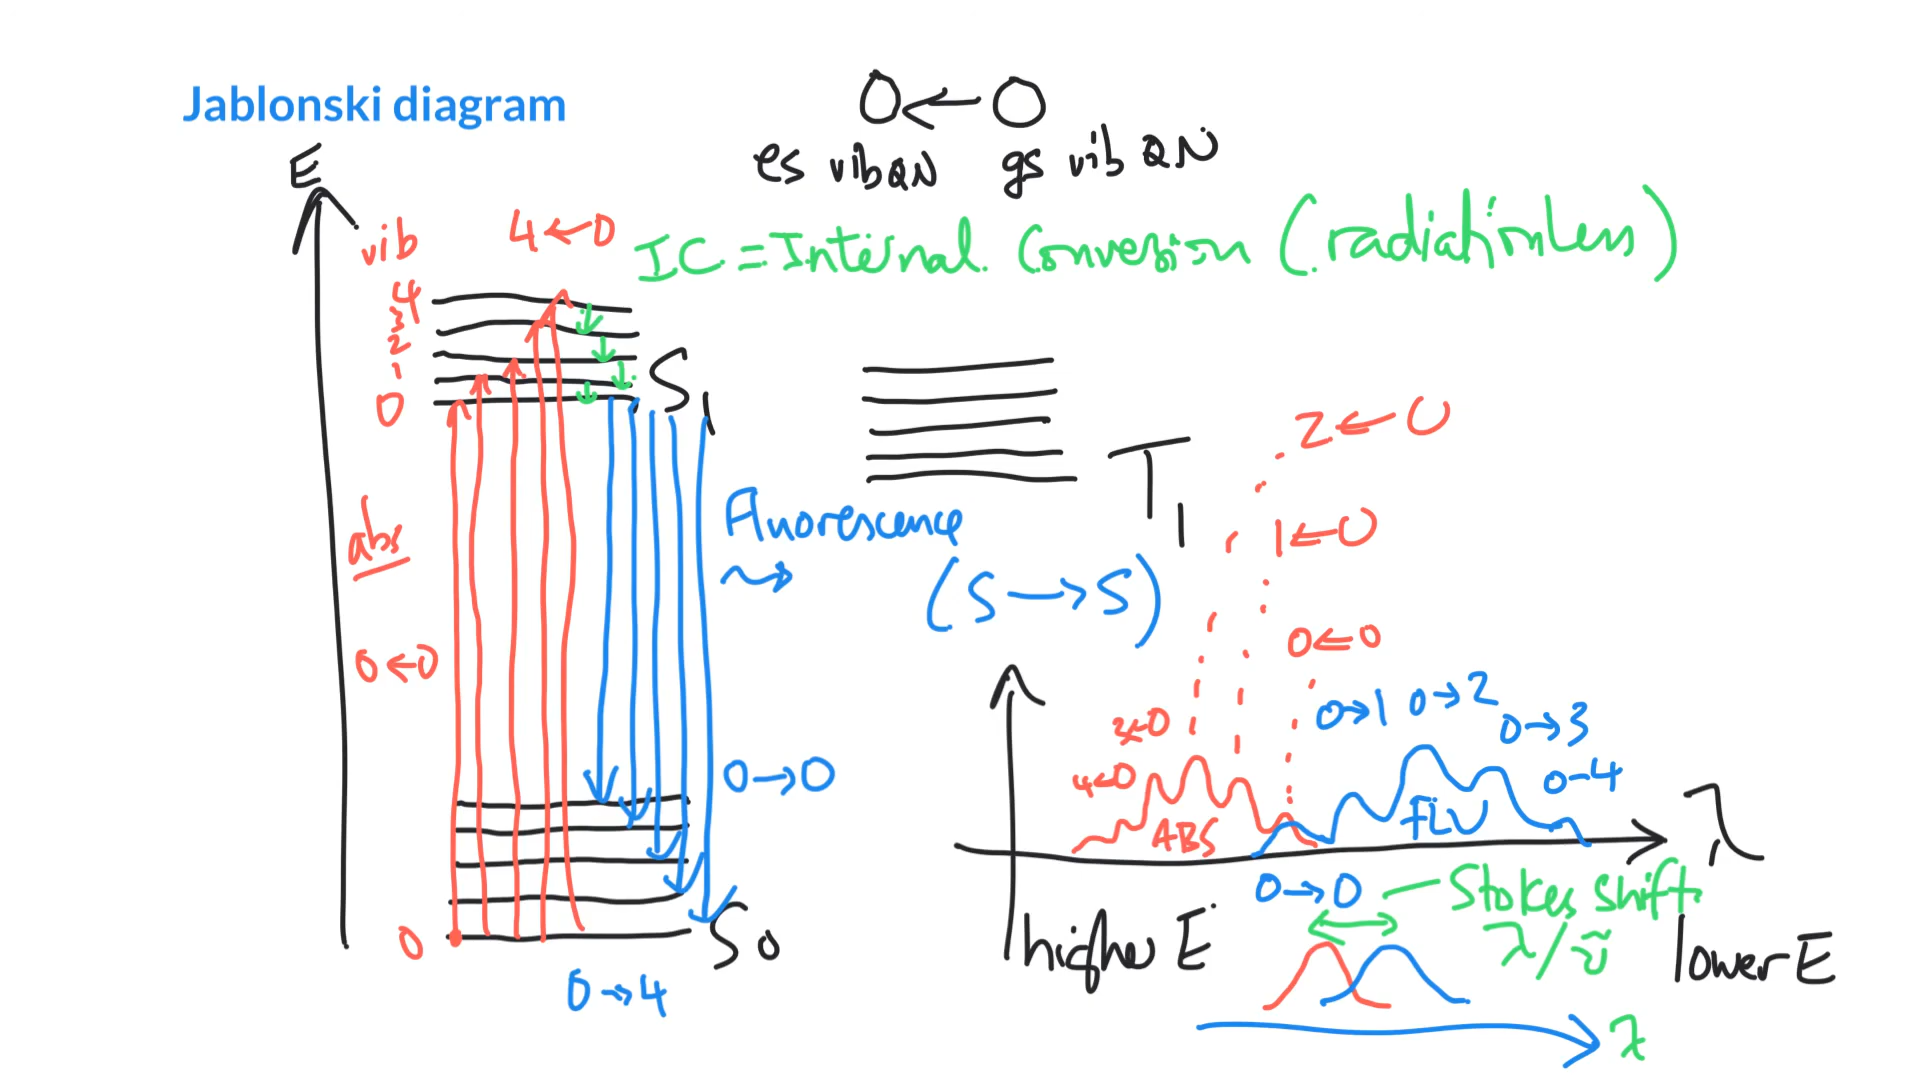 Jablonski diagram
O ← O
es vib QN gs vib QN
E
vib
4 ← 0
IC = Internal Conversion (radiationless)
4
3
2
1
0
S1
T1
2 ← 0
1 ← 0
0 ← 0
abs
Fluorescence
(S → S)
0 ← 0
0 → 0
3 ← 0
4 ← 0
ABS
0 → 1
0 → 2
0 → 3
0 - 4
FLU
λ
0 → 0
Stokes shift
λ/ṽ
higher E
lower E
0
S0
0 → 4
λ